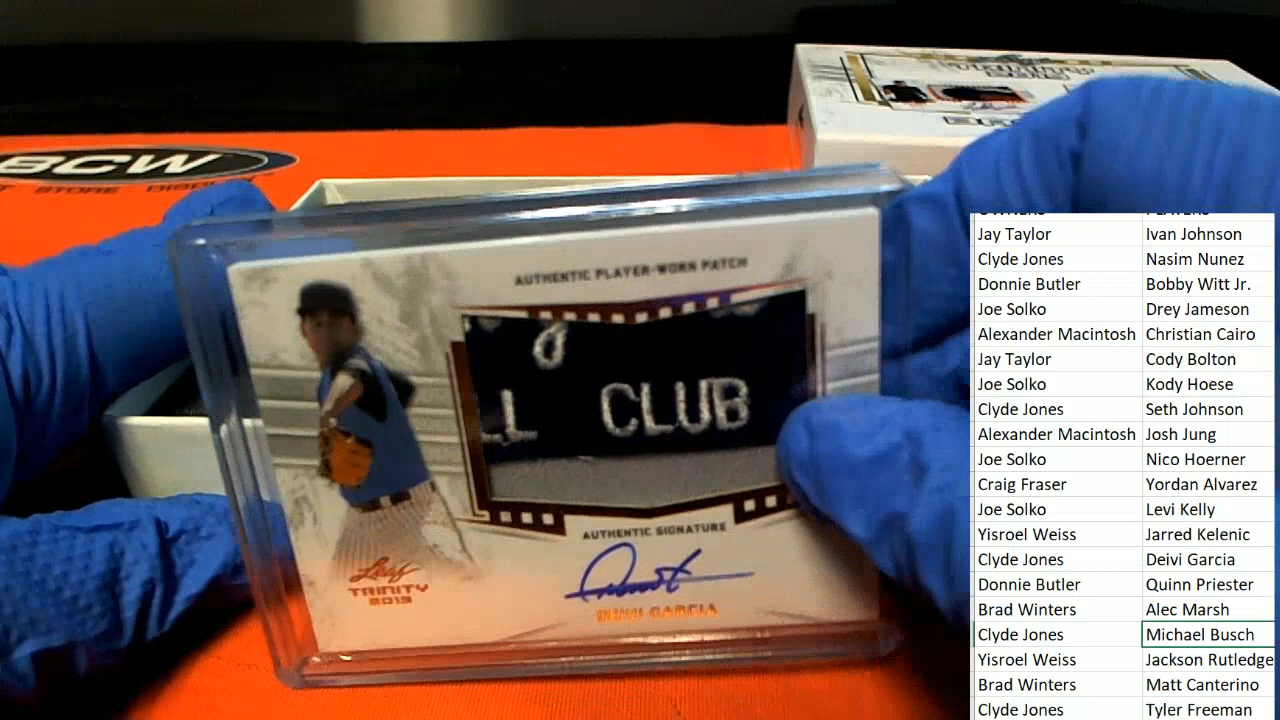 BCW
STORE
AUTHENTIC PLAYER-WORN PATCH
CLUB
AUTHENTIC SIGNATURE
Leaf
TRINITY
2019
DEIVI GARCIA
OWNERS PLAYERS
Jay Taylor Ivan Johnson
Clyde Jones Nasim Nunez
Donnie Butler Bobby Witt Jr.
Joe Solko Drey Jameson
Alexander Macintosh Christian Cairo
Jay Taylor Cody Bolton
Joe Solko Kody Hoese
Clyde Jones Seth Johnson
Alexander Macintosh Josh Jung
Joe Solko Nico Hoerner
Craig Fraser Yordan Alvarez
Joe Solko Levi Kelly
Yisroel Weiss Jarred Kelenic
Clyde Jones Deivi Garcia
Donnie Butler Quinn Priester
Brad Winters Alec Marsh
Clyde Jones Michael Busch
Yisroel Weiss Jackson Rutledge
Brad Winters Matt Canterino
Clyde Jones Tyler Freeman